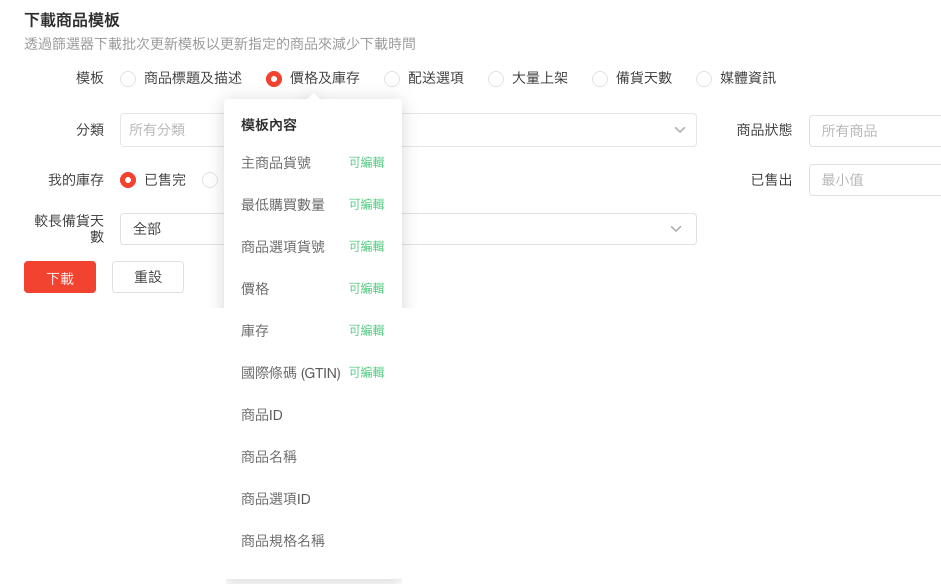 下載商品模板
透過篩選器下載批次更新模板以更新指定的商品來減少下載時間
模板 商品標題及描述 價格及庫存 配送選項 大量上架 備貨天數 媒體資訊
分類 所有分類 商品狀態 所有商品
我的庫存 已售完 已售出 最小值
較長備貨天
數 全部
下載 重設
模板內容
主商品貨號 可編輯
最低購買數量 可編輯
商品選項貨號 可編輯
價格 可編輯
庫存 可編輯
國際條碼 (GTIN) 可編輯
商品ID
商品名稱
商品選項ID
商品規格名稱